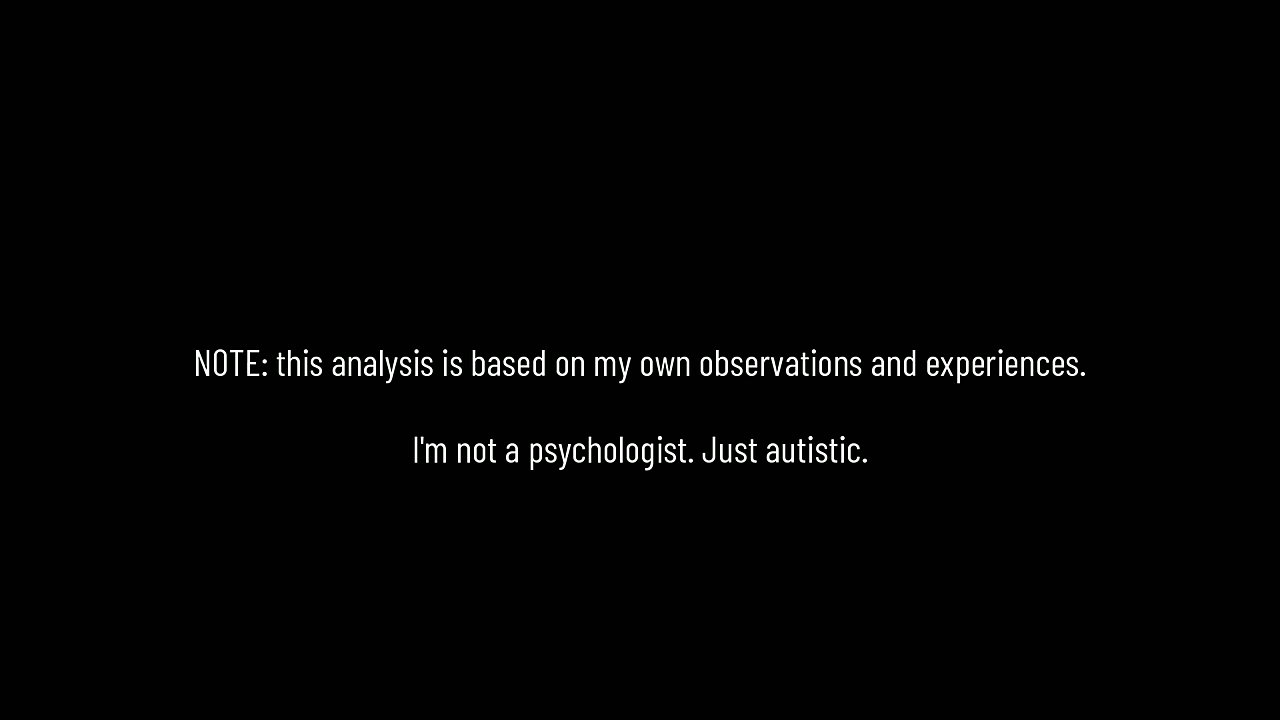 NOTE: this analysis is based on my own observations and experiences.
I'm not a psychologist. Just autistic.